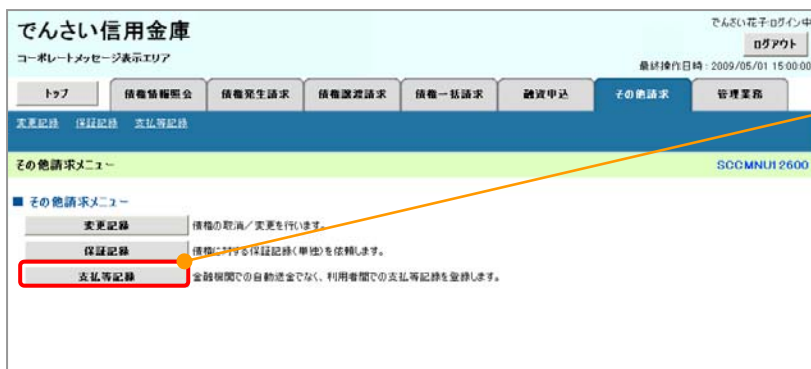 でんさい信用金庫
でんさい花子:ログイン中
コーポレートメッセージ表示エリア
ログアウト
最終操作日時：2009/05/01 15:00:00
トップ 債権情報照会 債権発生請求 債権譲渡請求 債権一括請求 融資申込 その他請求 管理業務
変更記録 保証記録 支払等記録
その他請求メニュー SCCMNU12600
■ その他請求メニュー
変更記録 債権の取消／変更を行います。
保証記録 債権に対する保証記録(単独)を依頼します。
支払等記録 金融機関での自動送金でなく、利用者間での支払等記録を登録します。